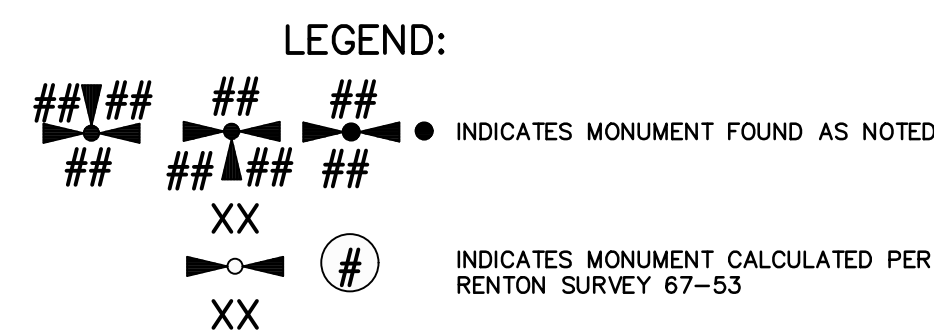 LEGEND:
## ## ## ##
## ## ## ##
INDICATES MONUMENT FOUND AS NOTED
XX
#
XX
INDICATES MONUMENT CALCULATED PER
RENTON SURVEY 67-53